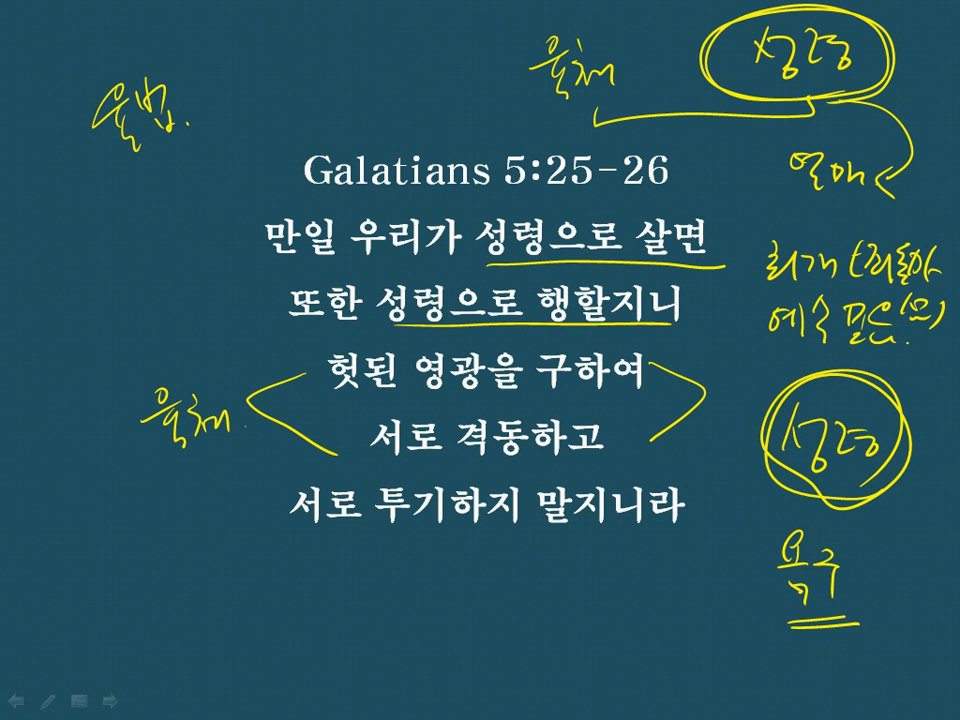 육체 성령
율법.
열매
Galatians 5:25-26
만일 우리가 성령으로 살면
또한 성령으로 행할지니
회개
예수 믿음
헛된 영광을 구하여
육체
서로 격동하고
성령
서로 투기하지 말지니라
욕구